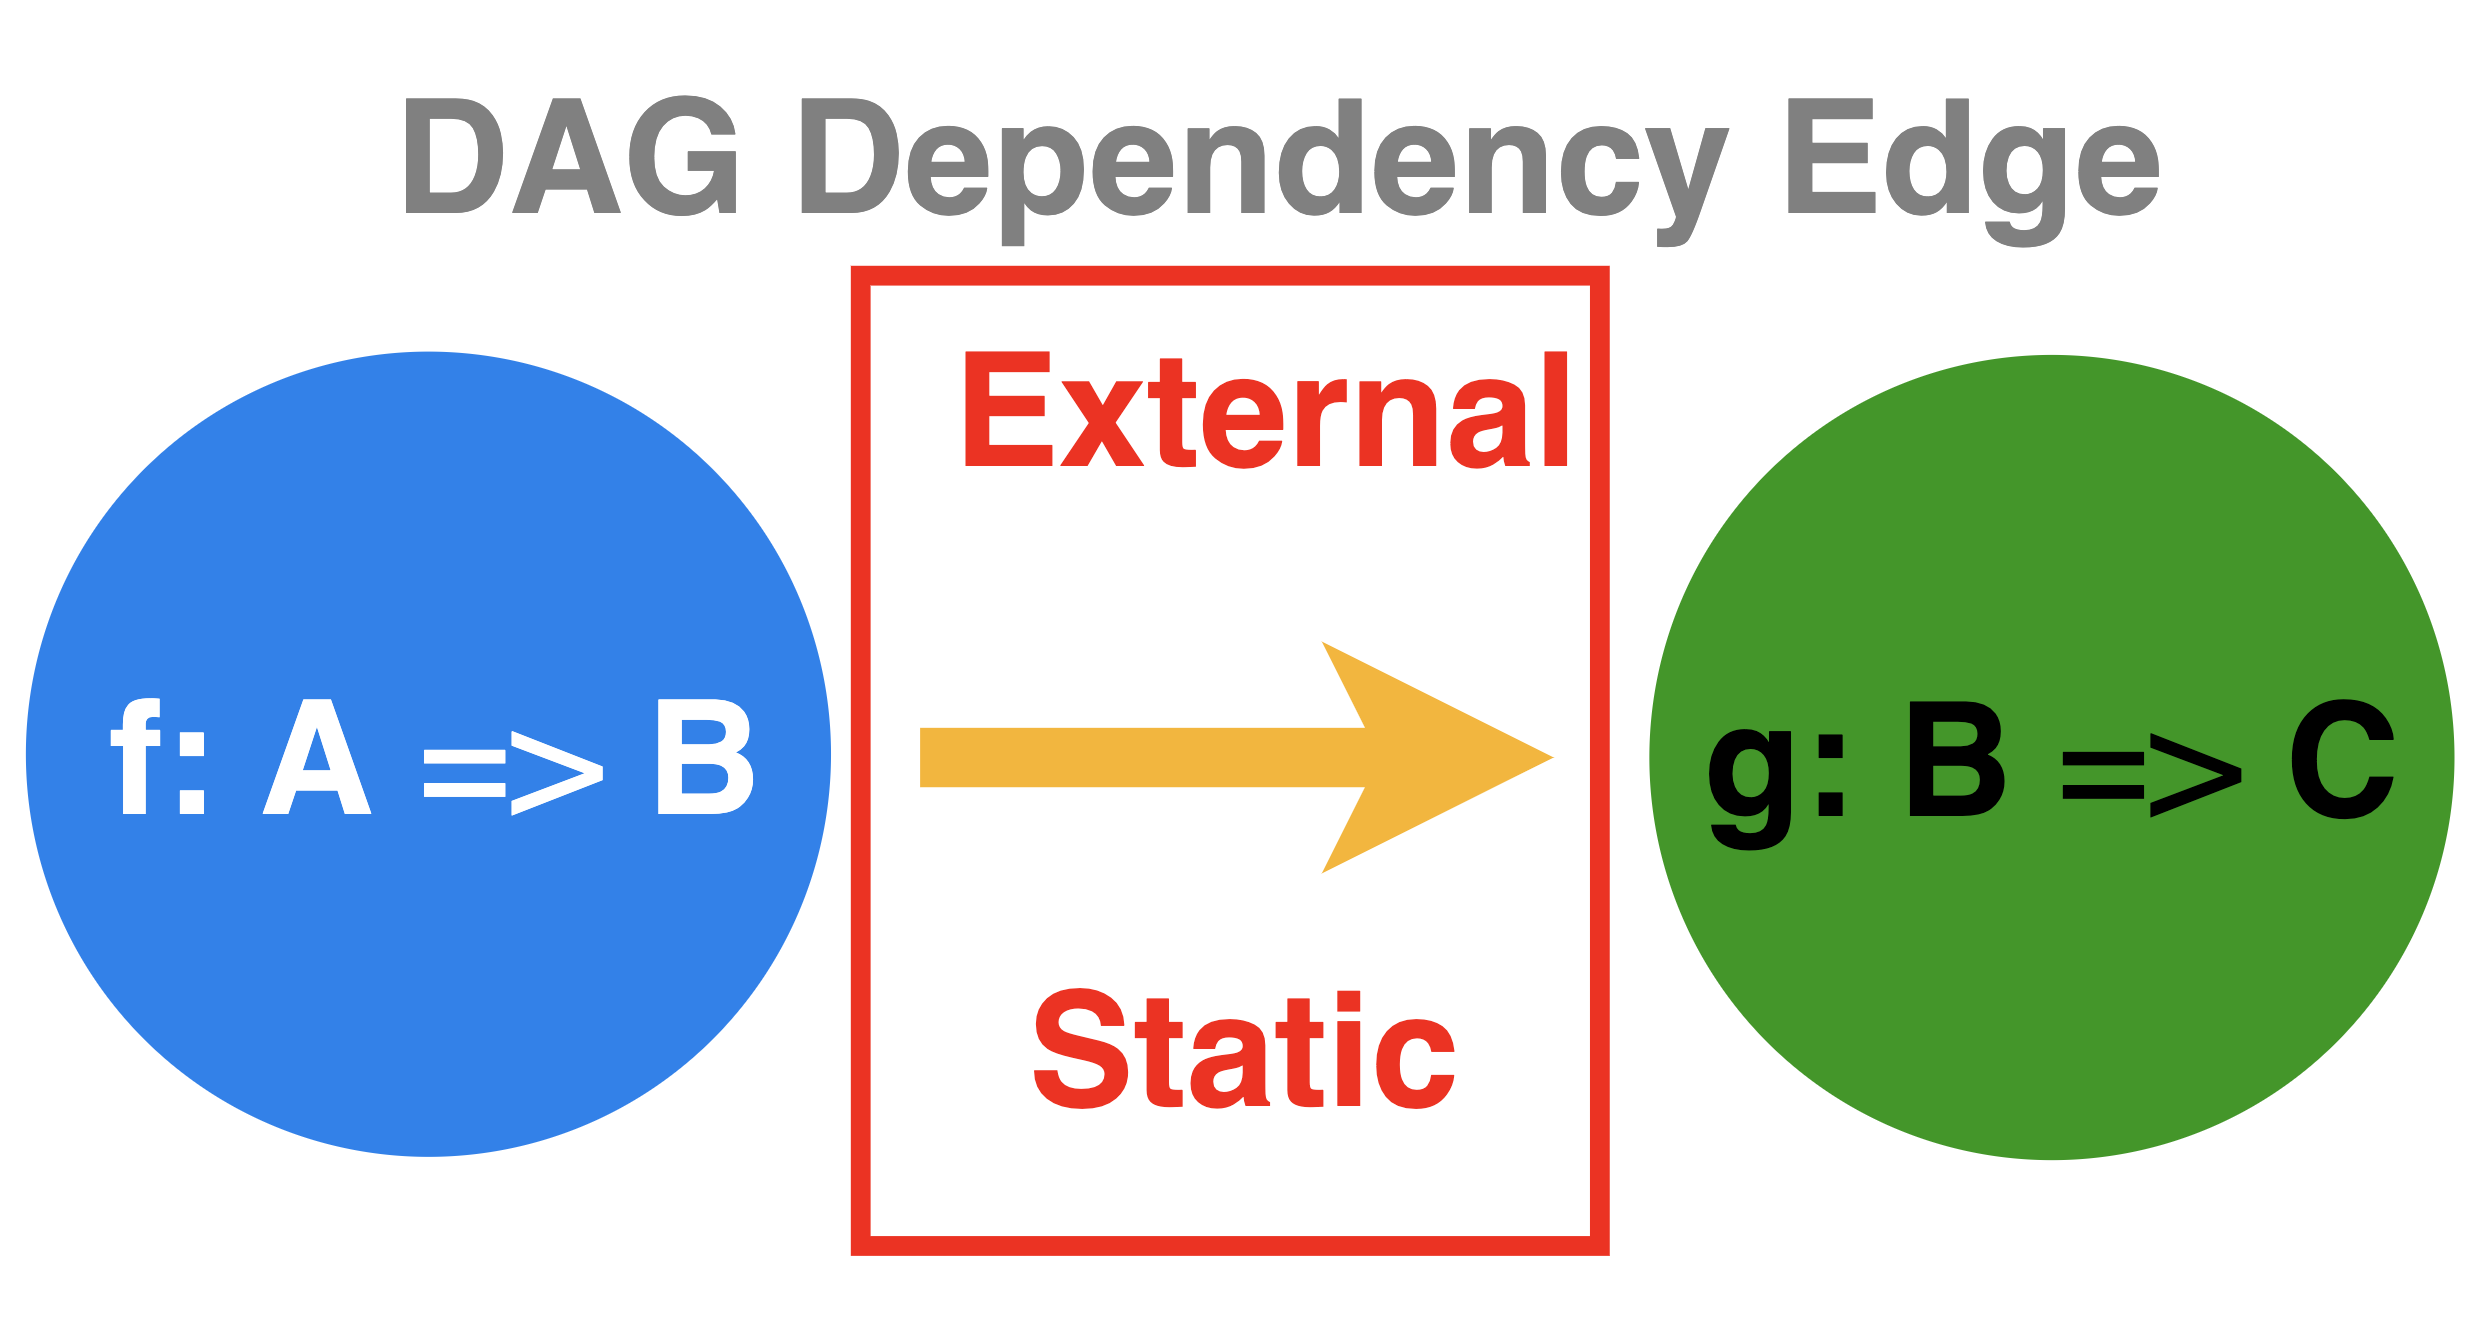 DAG Dependency Edge
External
f: A => B
g: B => C
Static